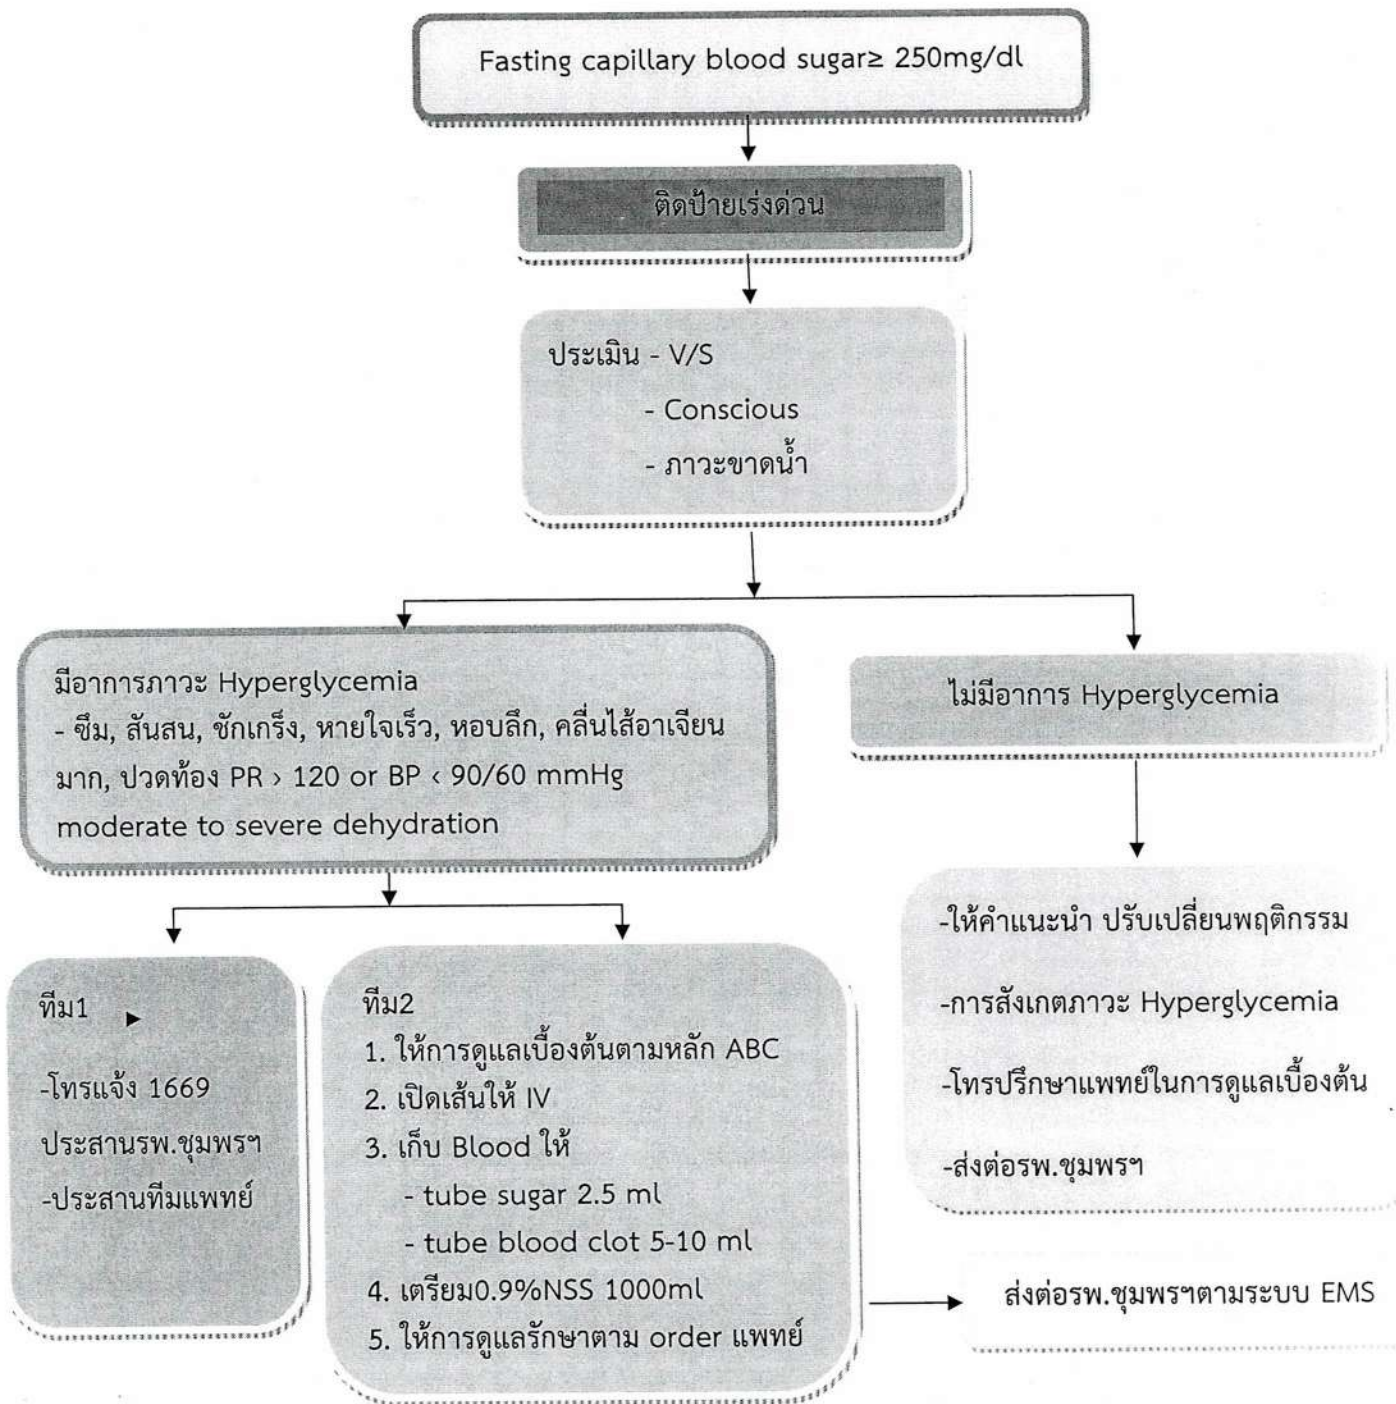 Fasting capillary blood sugar≥ 250mg/dl
ติดป้ายเร่งด่วน
ประเมิน - V/S
- Conscious
- ภาวะขาดน้ำ
มีอาการภาวะ Hyperglycemia
- ซึม, สันสน, ชักเกร็ง, หายใจเร็ว, หอบลึก, คลื่นไส้อาเจียน
มาก, ปวดท้อง PR > 120 or BP < 90/60 mmHg
moderate to severe dehydration
ไม่มีอาการ Hyperglycemia
ทีม1
-โทรแจ้ง 1669
ประสานรพ.ชุมพรฯ
-ประสานทีมแพทย์
ทีม2
1. ให้การดูแลเบื้องต้นตามหลัก ABC
2. เปิดเส้นให้ IV
3. เก็บ Blood ให้
- tube sugar 2.5 ml
- tube blood clot 5-10 ml
4. เตรียม0.9%NSS 1000ml
5. ให้การดูแลรักษาตาม order แพทย์
-ให้คำแนะนำ ปรับเปลี่ยนพฤติกรรม
-การสังเกตภาวะ Hyperglycemia
-โทรปรึกษาแพทย์ในการดูแลเบื้องต้น
-ส่งต่อรพ.ชุมพรฯ
ส่งต่อรพ.ชุมพรฯตามระบบ EMS